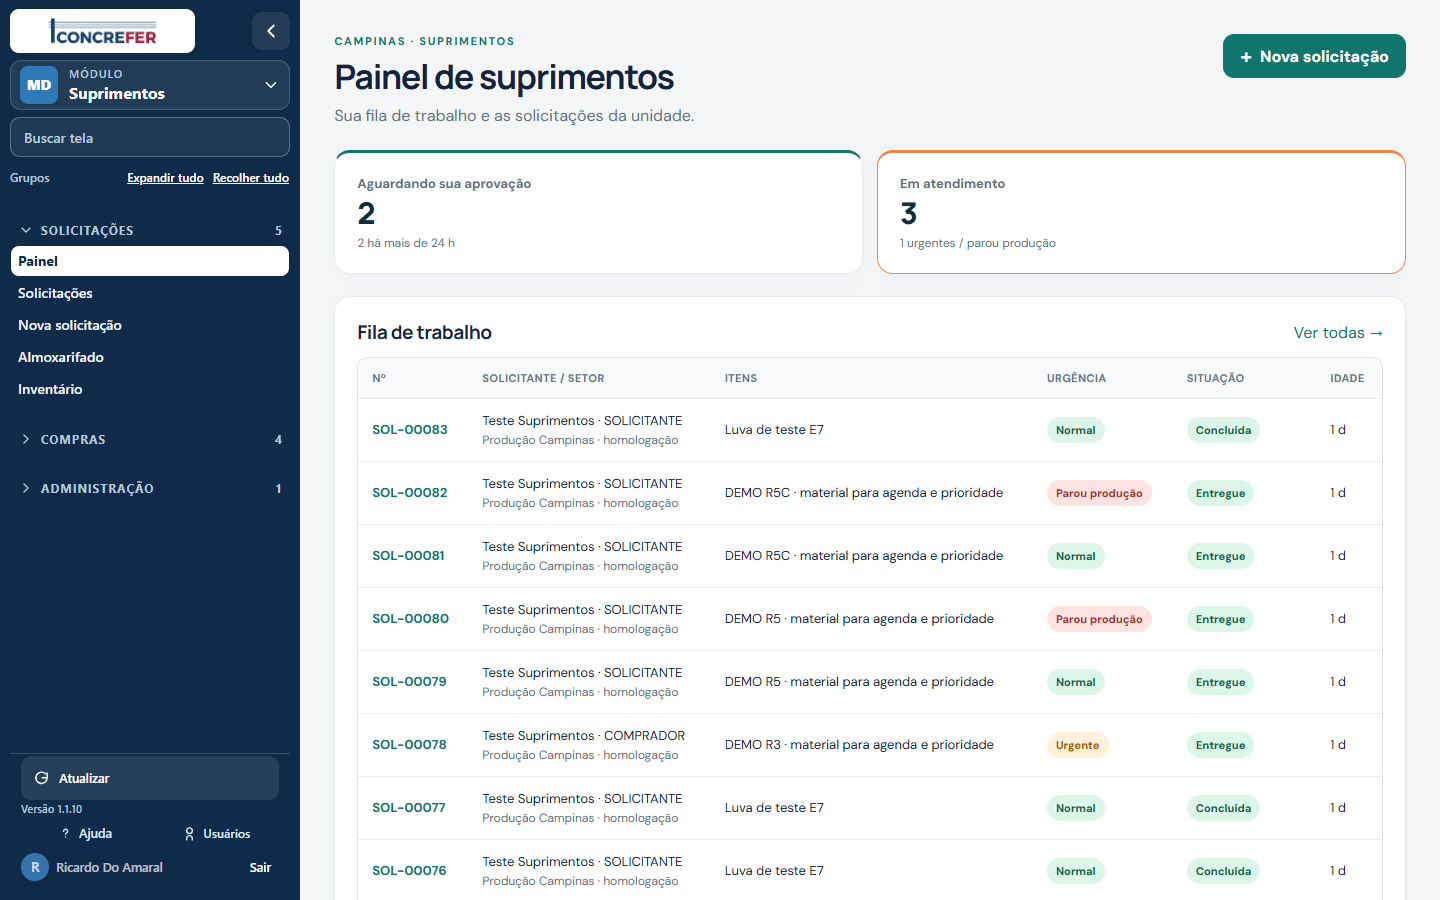 CONCREFER
MD
MÓDULO
Suprimentos
Buscar tela
Grupos
Expandir tudo
Recolher tudo
SOLICITAÇÕES
5
Painel
Solicitações
Nova solicitação
Almoxarifado
Inventário
COMPRAS
4
ADMINISTRAÇÃO
1
Atualizar
Versão 1.1.10
? Ajuda
Usuários
R
Ricardo Do Amaral
Sair
CAMPINAS · SUPRIMENTOS
Painel de suprimentos
Sua fila de trabalho e as solicitações da unidade.
+ Nova solicitação
Aguardando sua aprovação
2
2 há mais de 24 h
Em atendimento
3
1 urgentes / parou produção
Fila de trabalho
Ver todas →
Nº SOLICITANTE / SETOR ITENS URGÊNCIA SITUAÇÃO IDADE
SOL-00083 Teste Suprimentos · SOLICITANTE Luva de teste E7 Normal Concluída 1 d
Produção Campinas · homologação
SOL-00082 Teste Suprimentos · SOLICITANTE DEMO R5C · material para agenda e prioridade Parou produção Entregue 1 d
Produção Campinas · homologação
SOL-00081 Teste Suprimentos · SOLICITANTE DEMO R5C · material para agenda e prioridade Normal Entregue 1 d
Produção Campinas · homologação
SOL-00080 Teste Suprimentos · SOLICITANTE DEMO R5 · material para agenda e prioridade Parou produção Entregue 1 d
Produção Campinas · homologação
SOL-00079 Teste Suprimentos · SOLICITANTE DEMO R5 · material para agenda e prioridade Normal Entregue 1 d
Produção Campinas · homologação
SOL-00078 Teste Suprimentos · COMPRADOR DEMO R3 · material para agenda e prioridade Urgente Entregue 1 d
Produção Campinas · homologação
SOL-00077 Teste Suprimentos · SOLICITANTE Luva de teste E7 Normal Concluída 1 d
Produção Campinas · homologação
SOL-00076 Teste Suprimentos · SOLICITANTE Luva de teste E7 Normal Concluída 1 d
Produção Campinas · homologação